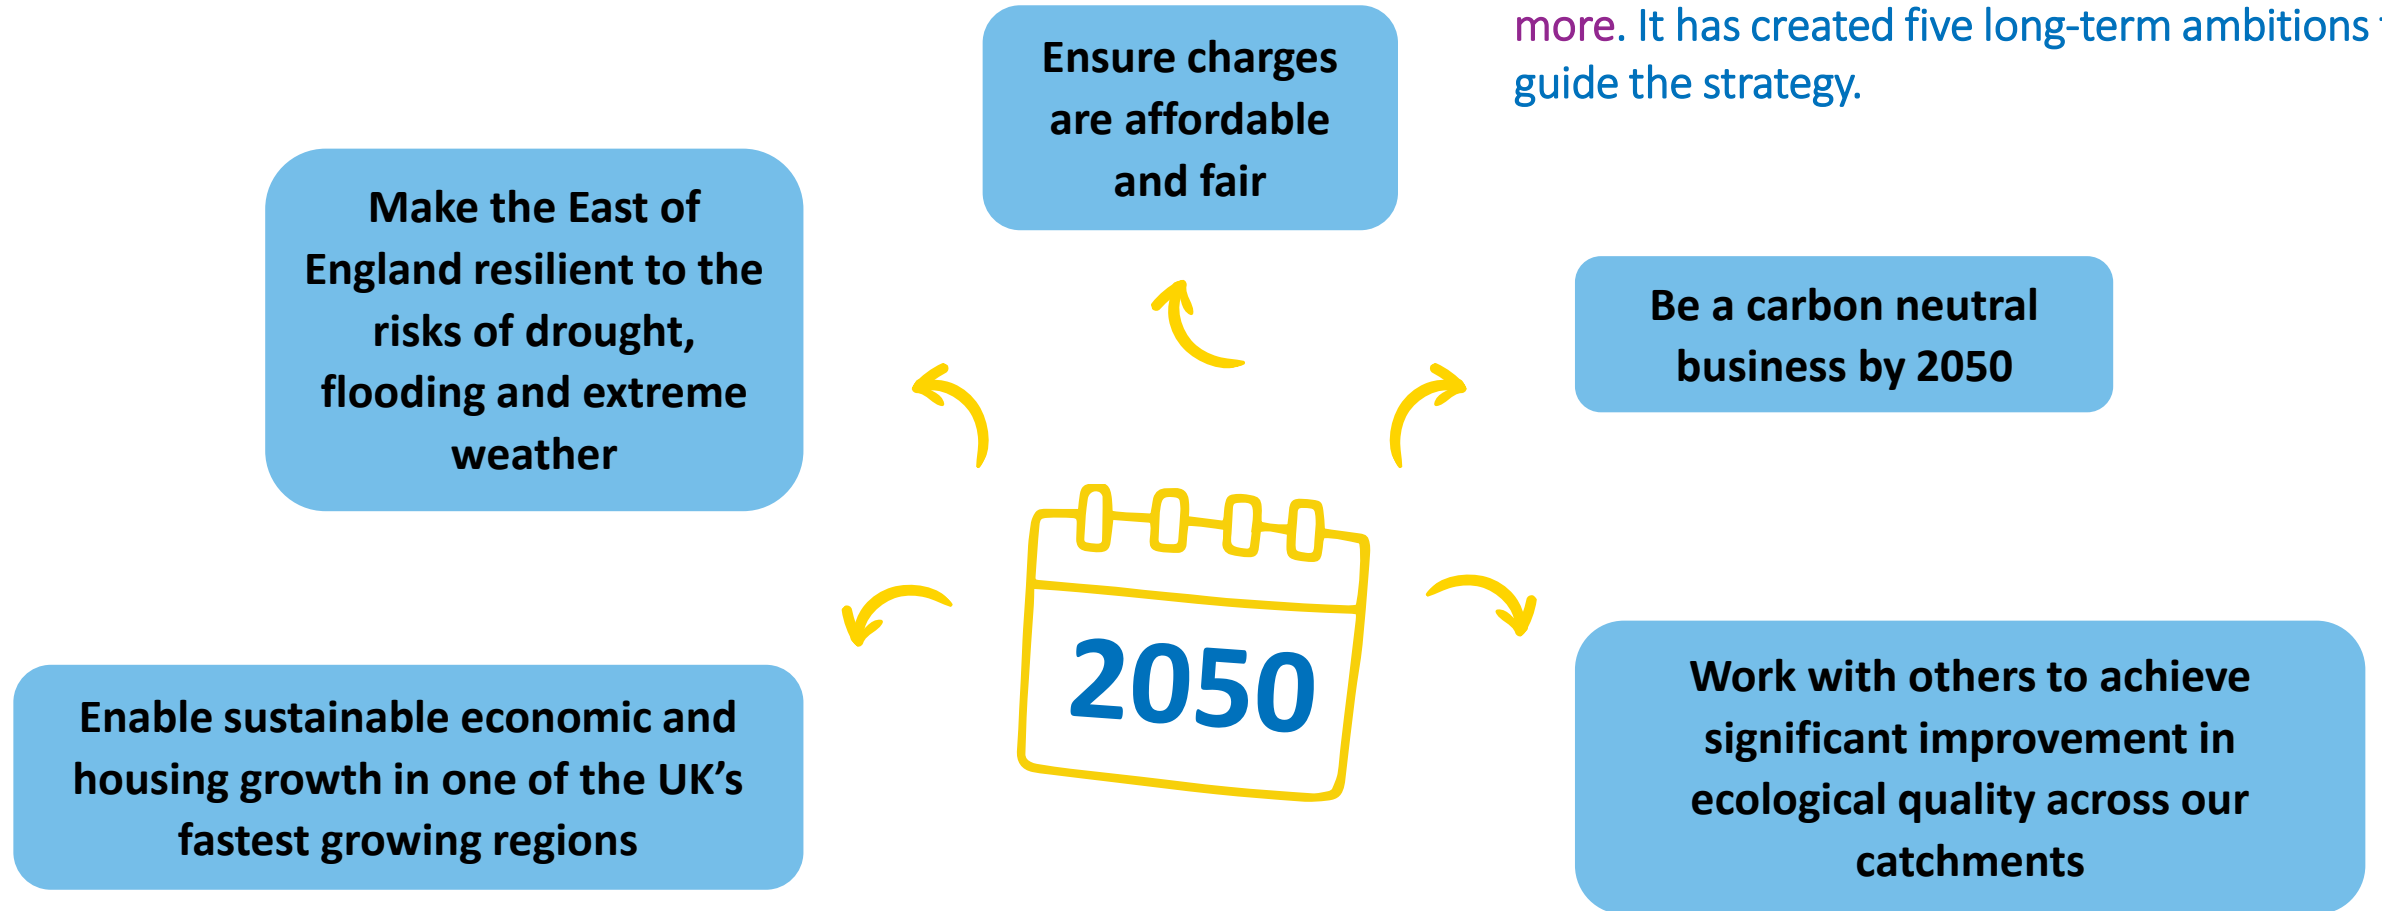 more. It has created five long-term ambitions
guide the strategy.
Ensure charges
are affordable
and fair
Make the East of
England resilient to the
risks of drought,
flooding and extreme
weather
Be a carbon neutral
business by 2050
2050
Enable sustainable economic and
housing growth in one of the UK’s
fastest growing regions
Work with others to achieve
significant improvement in
ecological quality across our
catchments